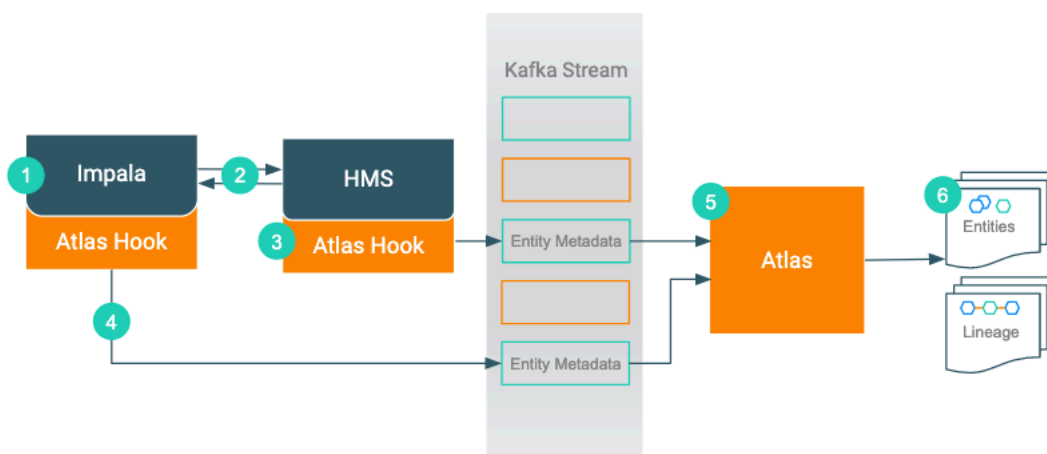 Kafka Stream
1
Impala
2
HMS
Atlas Hook
3
Atlas Hook
Entity Metadata
4
Entity Metadata
5
Atlas
6
Entities
Lineage